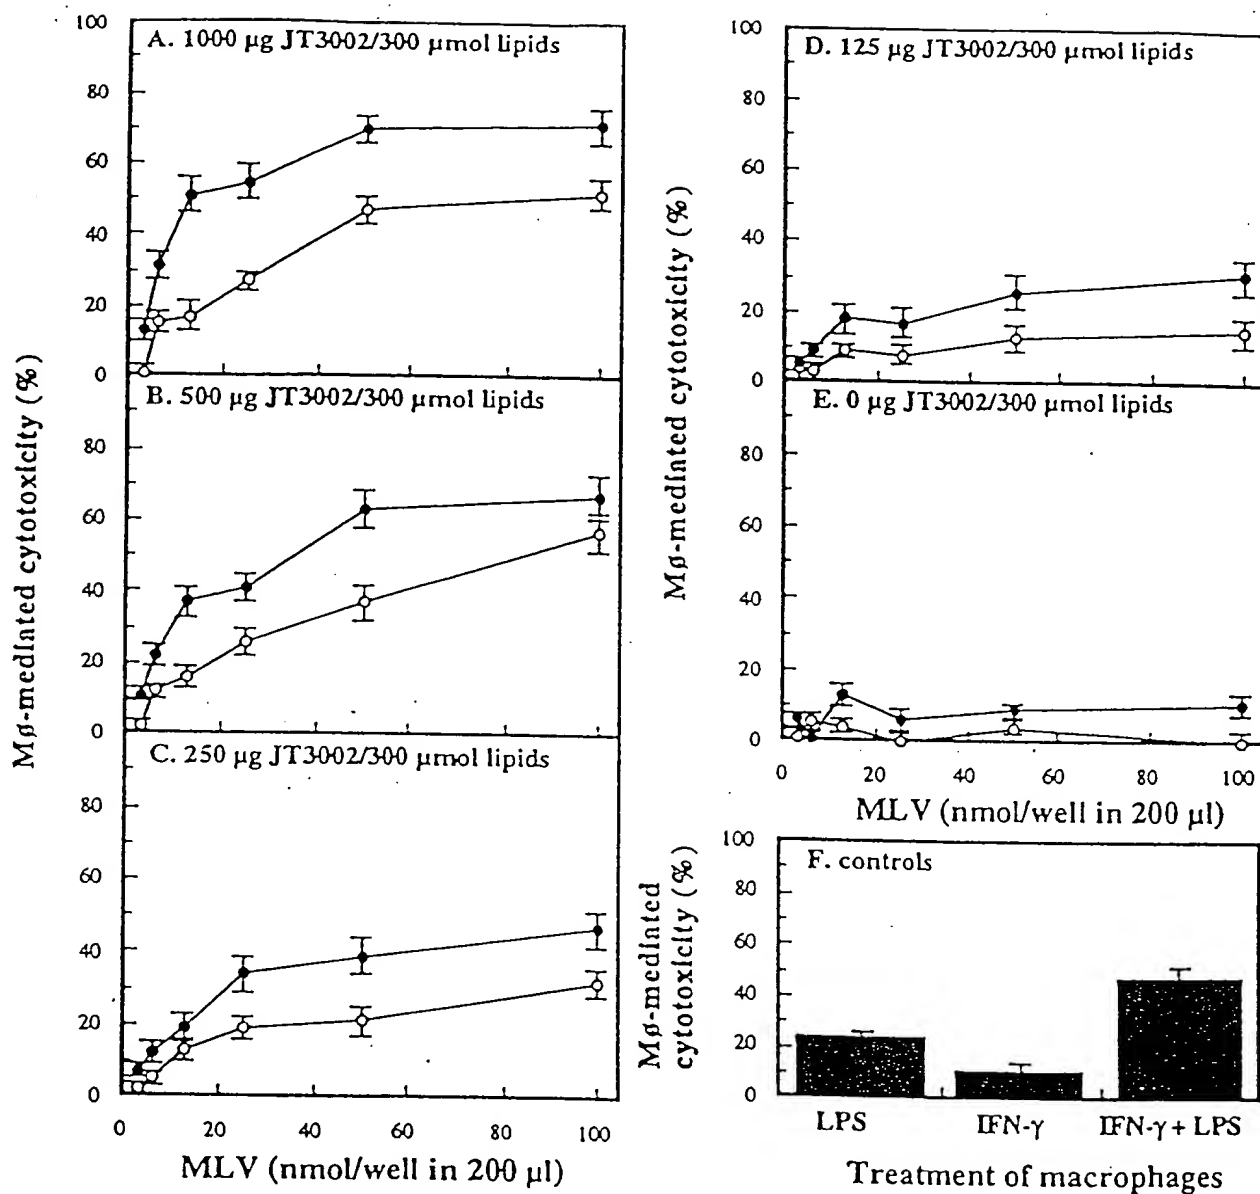 A. 1000 µg JT3002/300 µmol lipids
100
80
60
40
20
0
B. 500 µg JT3002/300 µmol lipids
80
60
40
20
0
C. 250 µg JT3002/300 µmol lipids
80
60
40
20
0
0 20 40 60 80 100
MLV (nmol/well in 200 µl)
Mø-mediated cytotoxicity (%)
D. 125 µg JT3002/300 µmol lipids
100
80
60
40
20
0
E. 0 µg JT3002/300 µmol lipids
80
60
40
20
0
0 20 40 60 80 100
MLV (nmol/well in 200 µl)
Mø-mediated cytotoxicity (%)
F. controls
100
80
60
40
20
0
Mø-mediated
cytotoxicity (%)
LPS IFN-γ IFN-γ + LPS
Treatment of macrophages